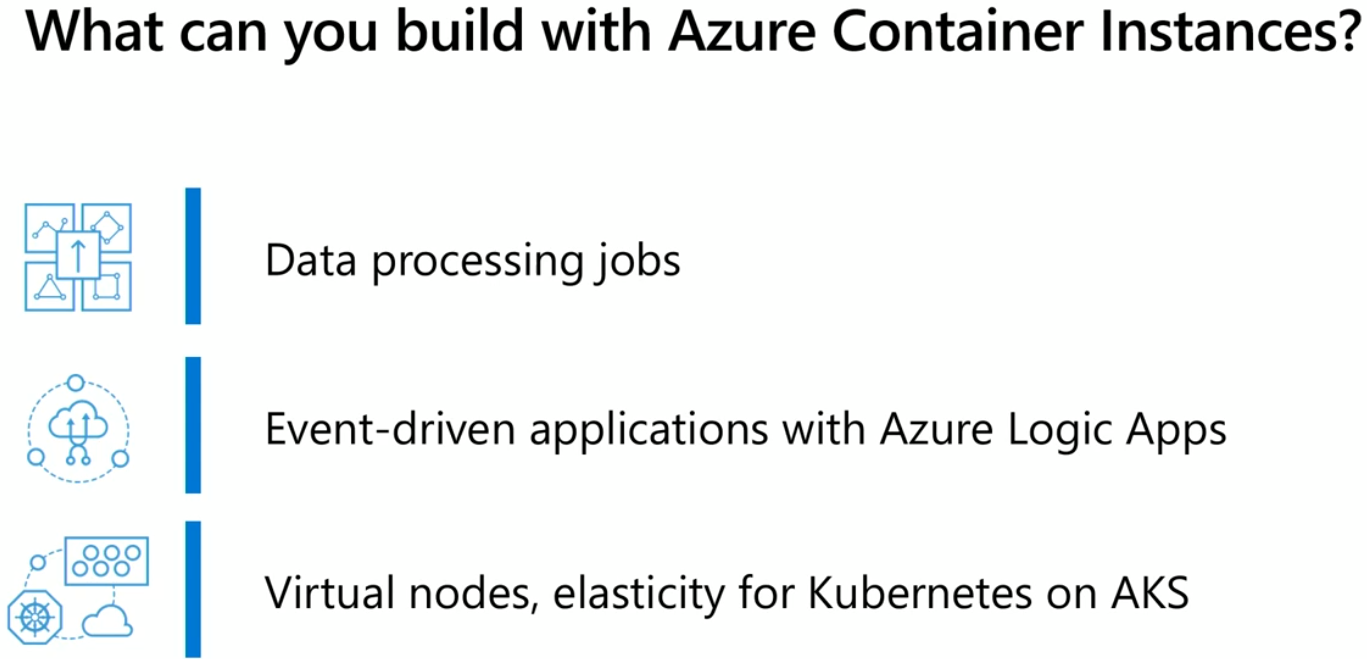 What can you build with Azure Container Instances?
Data processing jobs
Event-driven applications with Azure Logic Apps
Virtual nodes, elasticity for Kubernetes on AKS